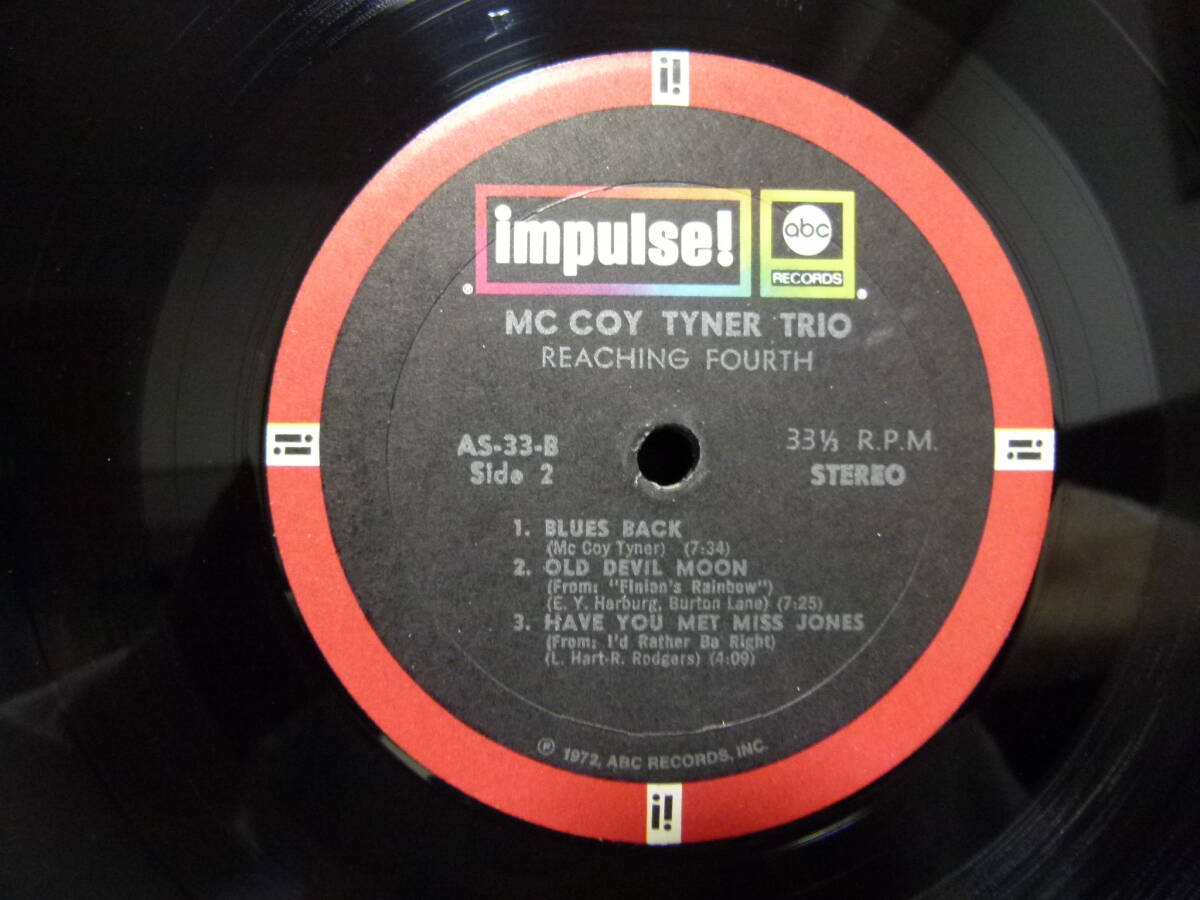 i!
impulse!
abc
RECORDS
®
®
MC COY TYNER TRIO
REACHING FOURTH
AS-33-B
Side 2
33⅓ R.P.M.
STEREO
i!
i!
1. BLUES BACK
(Mc Coy Tyner) (7:34)
2. OLD DEVIL MOON
(From: "Finian's Rainbow")
(E. Y. Harburg, Burton Lane) (7:25)
3. HAVE YOU MET MISS JONES
(From: I'd Rather Be Right)
(L. Hart-R. Rodgers) (4:09)
℗ 1972, ABC RECORDS, INC.
i!